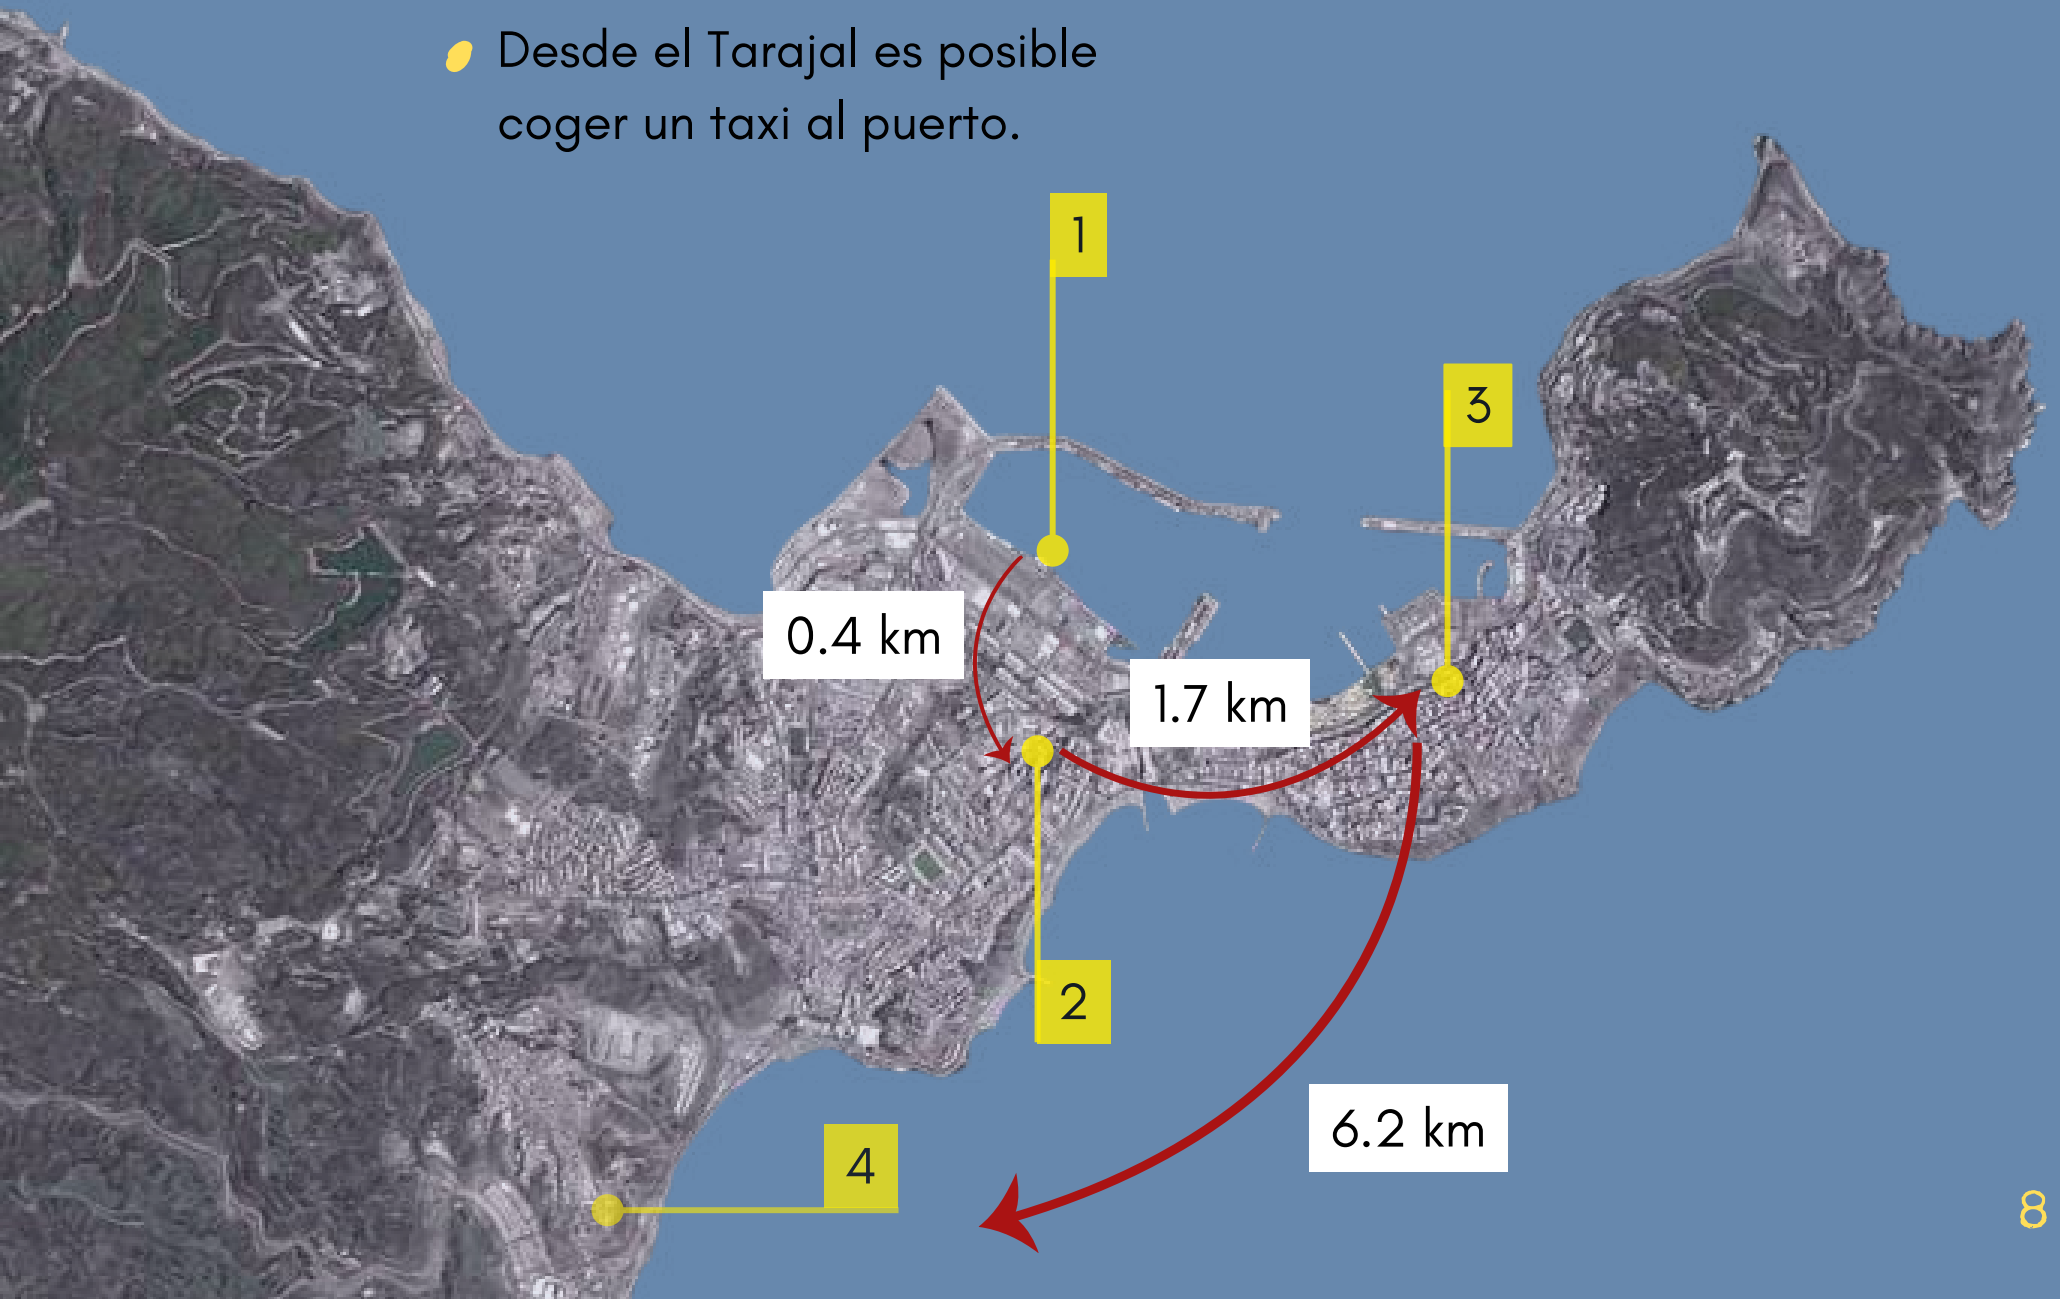 Desde el Tarajal es posible
coger un taxi al puerto.
1
3
0.4 km
1.7 km
2
6.2 km
4
8